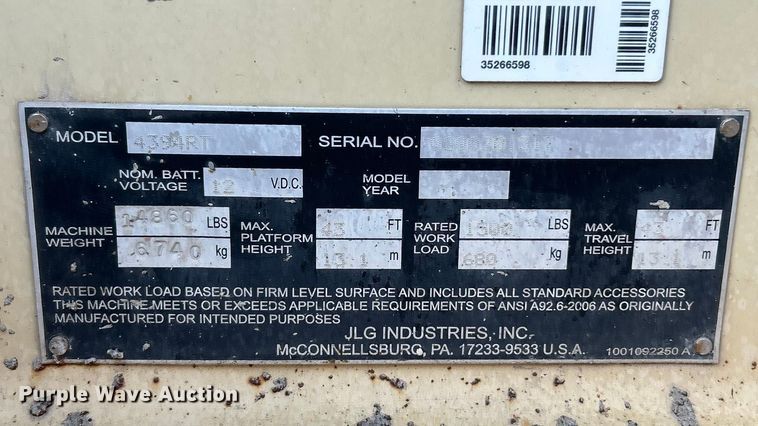 35266598
35266598
MODEL 4394RT SERIAL NO.
NOM. BATT. VOLTAGE 12 V.D.C. MODEL YEAR
MACHINE WEIGHT 14860 LBS 6740 kg
MAX. PLATFORM HEIGHT 43 FT 13.1 m
RATED WORK LOAD 1500 LBS 680 kg
MAX. TRAVEL HEIGHT 43 FT 13.1 m
RATED WORK LOAD BASED ON FIRM LEVEL SURFACE AND INCLUDES ALL STANDARD ACCESSORIES
THIS MACHINE MEETS OR EXCEEDS APPLICABLE REQUIREMENTS OF ANSI A92.6-2006 AS ORIGINALLY
MANUFACTURED FOR INTENDED PURPOSES
JLG INDUSTRIES, INC.
McCONNELLSBURG, PA. 17233-9533 U.S.A.
1001092250 A
Purple Wave Auction